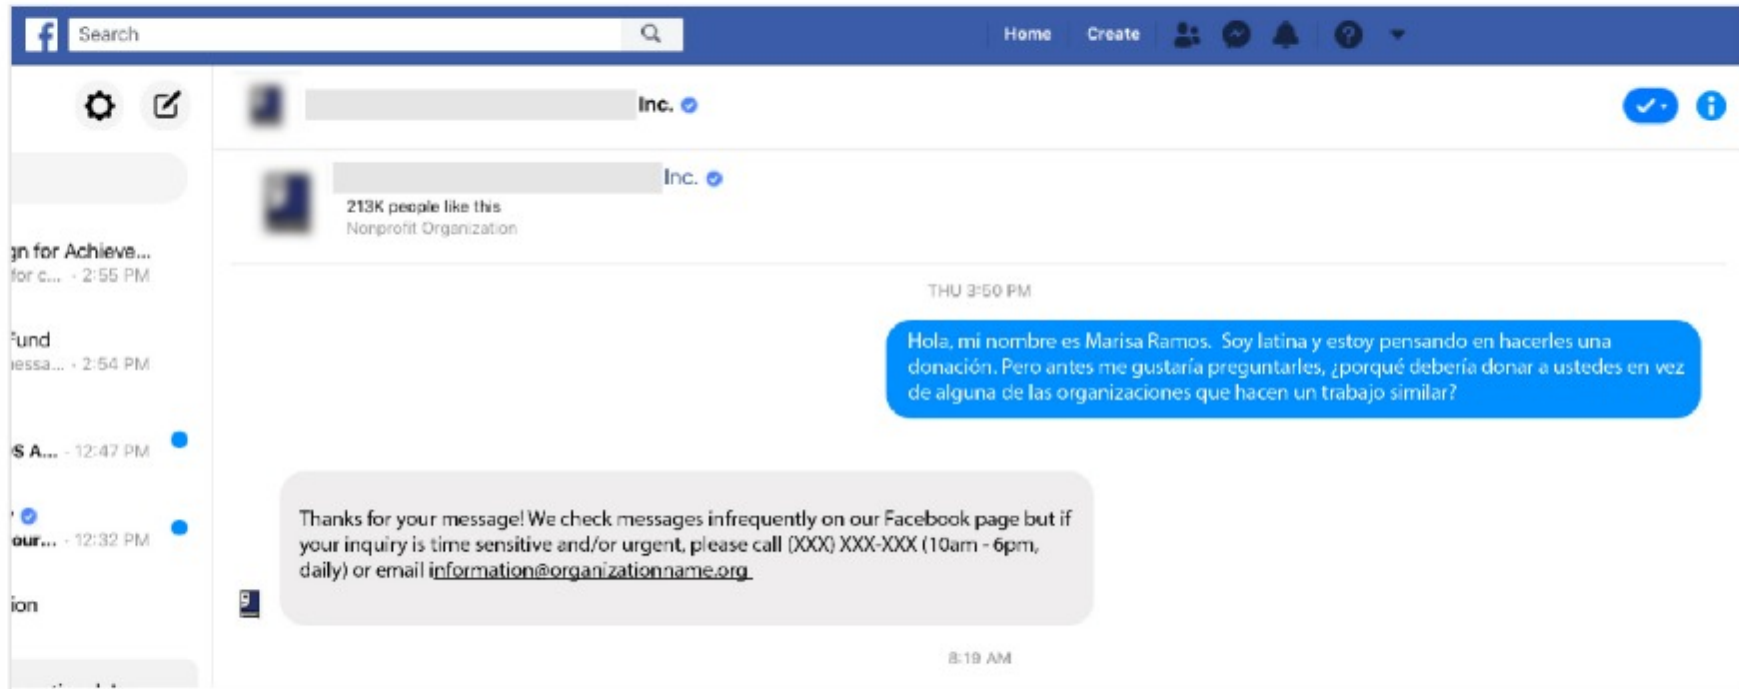 f Search Home Create
Inc.
Inc.
213K people like this
Nonprofit Organization
gn for Achieve...
for c... · 2:55 PM
Fund
essa... · 2:54 PM
S A... · 12:47 PM
our... · 12:32 PM
ion
THU 3:50 PM
Hola, mi nombre es Marisa Ramos. Soy latina y estoy pensando en hacerles una
donación. Pero antes me gustaría preguntarles, ¿porqué debería donar a ustedes en vez
de alguna de las organizaciones que hacen un trabajo similar?
Thanks for your message! We check messages infrequently on our Facebook page but if
your inquiry is time sensitive and/or urgent, please call (XXX) XXX-XXX (10am - 6pm,
daily) or email information@organizationname.org
8:19 AM